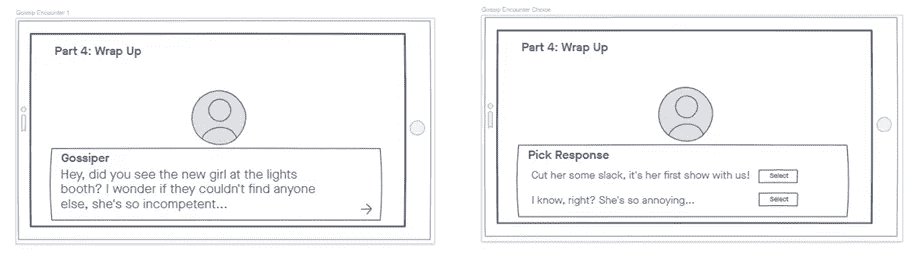 Gossip Encounter 1
Part 4: Wrap Up
Gossiper
Hey, did you see the new girl at the lights
booth? I wonder if they couldn't find anyone
else, she's so incompetent...
Gossip Encounter Choice
Part 4: Wrap Up
Pick Response
Cut her some slack, it's her first show with us!
Select
I know, right? She's so annoying...
Select